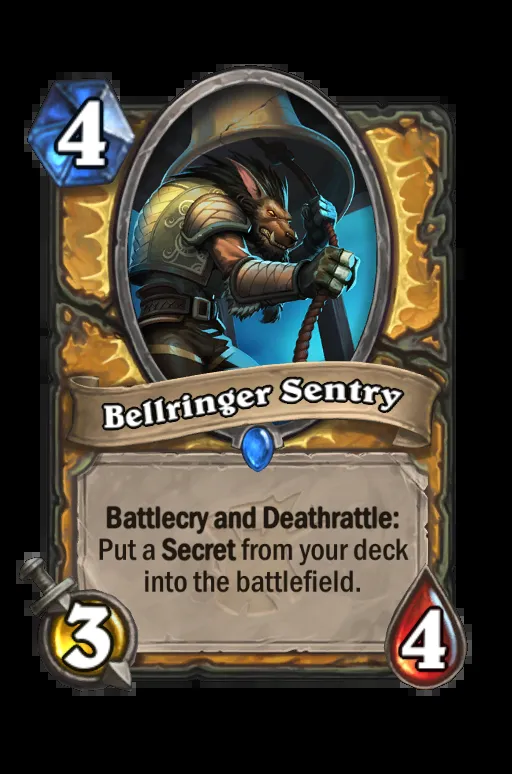 4
Bellringer Sentry
Battlecry and Deathrattle:
Put a Secret from your deck
into the battlefield.
3
4